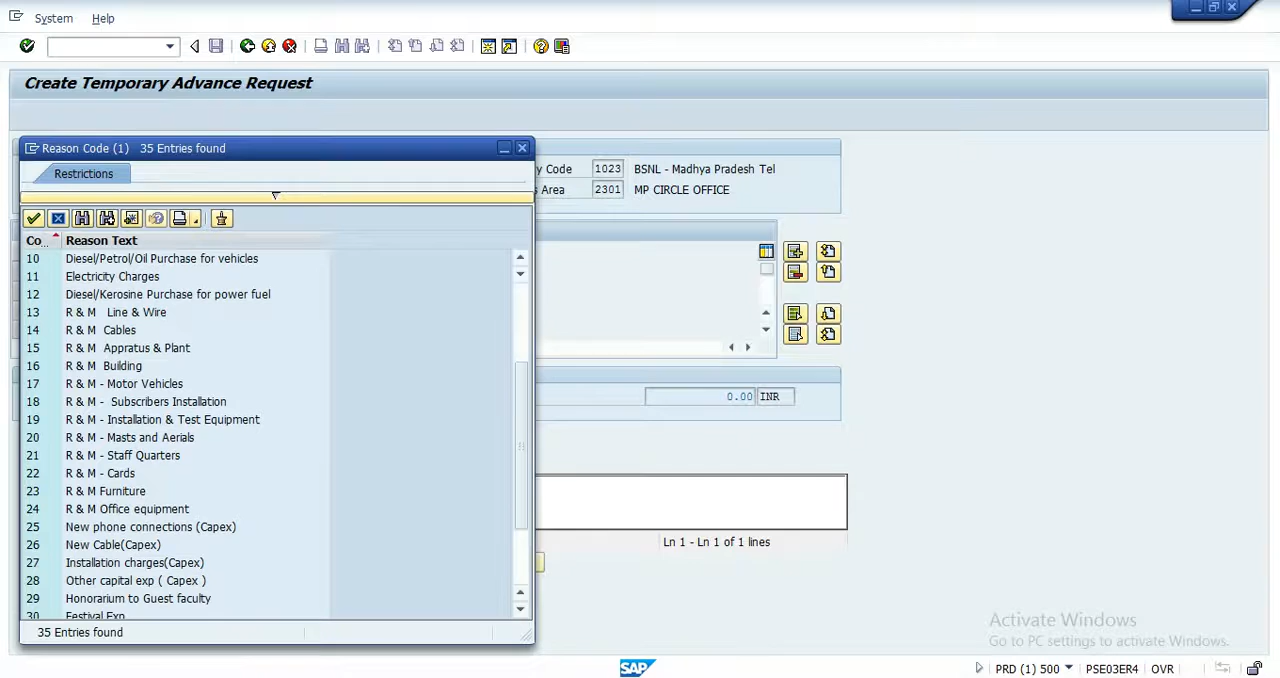 System Help
Create Temporary Advance Request
Reason Code (1) 35 Entries found
Restrictions
y Code 1023 BSNL - Madhya Pradesh Tel
s Area 2301 MP CIRCLE OFFICE
Co... Reason Text
10 Diesel/Petrol/Oil Purchase for vehicles
11 Electricity Charges
12 Diesel/Kerosine Purchase for power fuel
13 R & M Line & Wire
14 R & M Cables
15 R & M Appratus & Plant
16 R & M Building
17 R & M - Motor Vehicles
18 R & M - Subscribers Installation
19 R & M - Installation & Test Equipment
20 R & M - Masts and Aerials
21 R & M - Staff Quarters
22 R & M - Cards
23 R & M Furniture
24 R & M Office equipment
25 New phone connections (Capex)
26 New Cable(Capex)
27 Installation charges(Capex)
28 Other capital exp ( Capex )
29 Honorarium to Guest faculty
30 Festival Exp
35 Entries found
0.00 INR
Ln 1 - Ln 1 of 1 lines
Activate Windows
Go to PC settings to activate Windows.
SAP
PRD (1) 500 PSE03ER4 OVR